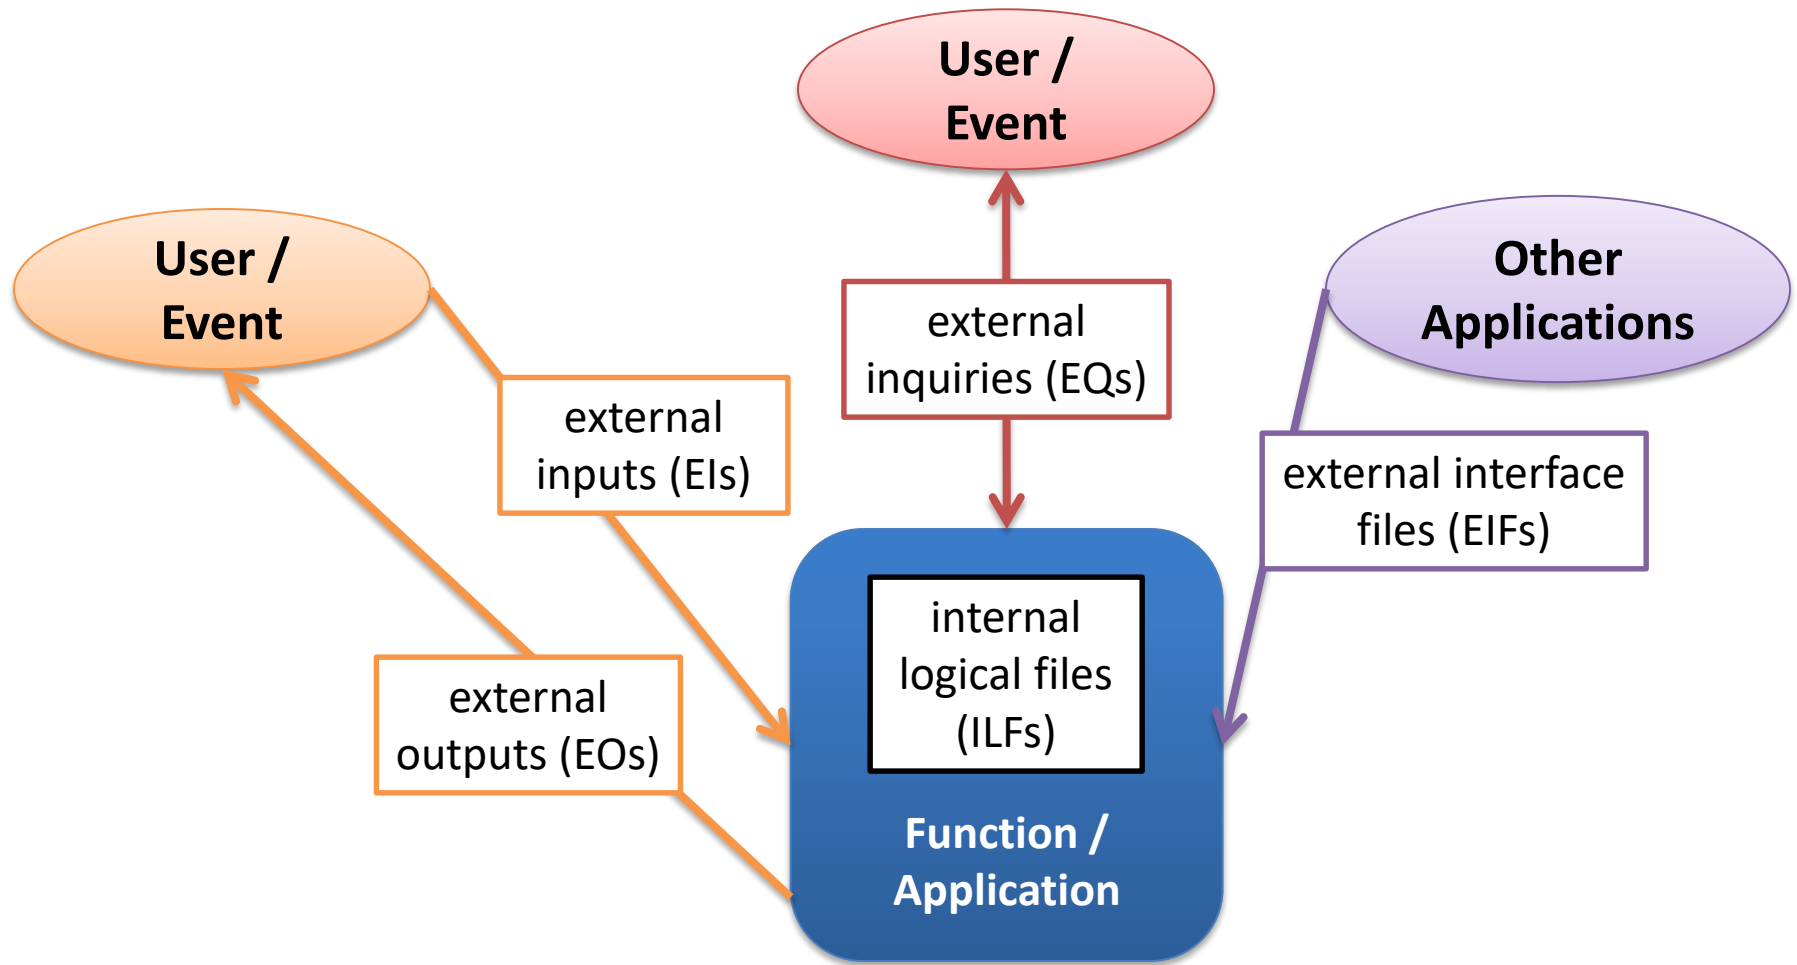 User /
Event
User /
Event
Other
Applications
external
inquiries (EQs)
external
inputs (EIs)
external interface
files (EIFs)
internal
logical files
(ILFs)
external
outputs (EOs)
Function /
Application